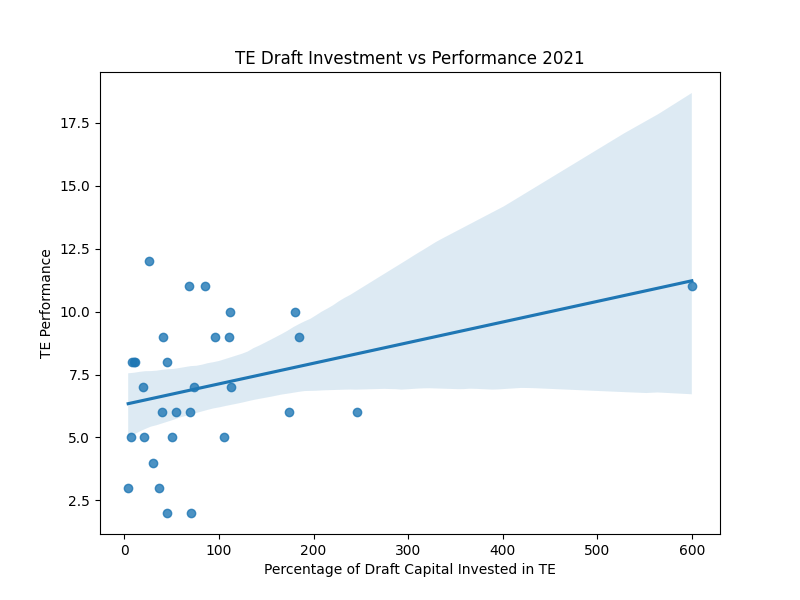 TE Draft Investment vs Performance 2021
17.5
15.0
12.5
10.0
7.5
5.0
2.5
TE Performance
0 100 200 300 400 500 600
Percentage of Draft Capital Invested in TE